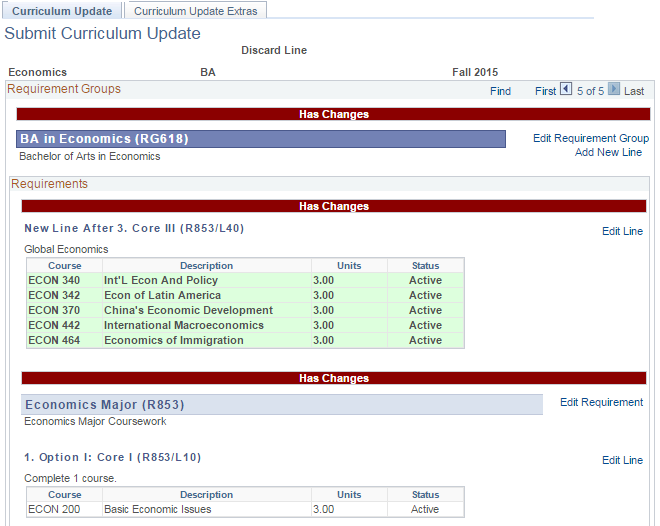 Curriculum Update Curriculum Update Extras
Submit Curriculum Update
Discard Line
Economics BA Fall 2015
Requirement Groups Find First 5 of 5 Last
Has Changes
BA in Economics (RG618) Edit Requirement Group
Bachelor of Arts in Economics Add New Line
Requirements
Has Changes
New Line After 3. Core III (R853/L40) Edit Line
Global Economics
Course Description Units Status
ECON 340 Int'L Econ And Policy 3.00 Active
ECON 342 Econ of Latin America 3.00 Active
ECON 370 China's Economic Development 3.00 Active
ECON 442 International Macroeconomics 3.00 Active
ECON 464 Economics of Immigration 3.00 Active
Has Changes
Economics Major (R853) Edit Requirement
Economics Major Coursework
1. Option I: Core I (R853/L10) Edit Line
Complete 1 course.
Course Description Units Status
ECON 200 Basic Economic Issues 3.00 Active